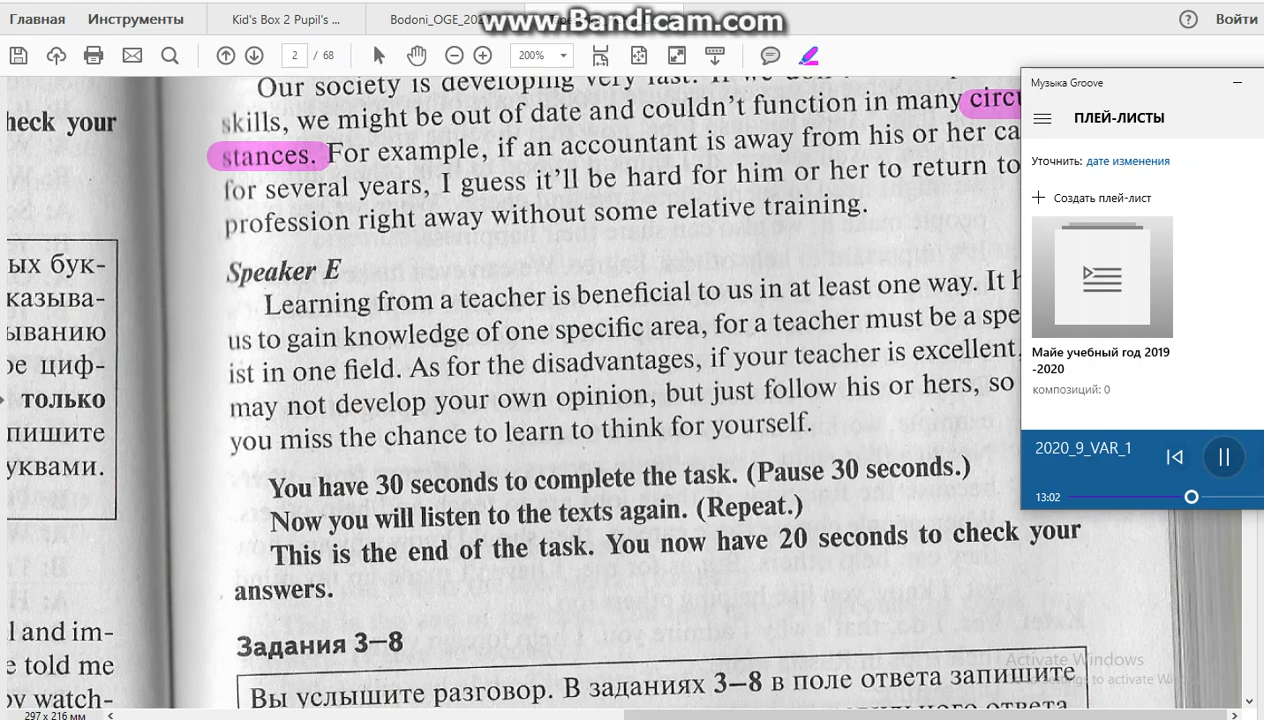 www.Bandicam.com
Главная Инструменты Kid's Box 2 Pupil's ... Bodoni_OGE_202 Войти
2 / 68 200%
Our society is developing very fast. If we don't
skills, we might be out of date and couldn't function in many circu
stances. For example, if an accountant is away from his or her ca
for several years, I guess it'll be hard for him or her to return to
profession right away without some relative training.
Speaker E
Learning from a teacher is beneficial to us in at least one way. It h
us to gain knowledge of one specific area, for a teacher must be a spe
ist in one field. As for the disadvantages, if your teacher is excellent,
may not develop your own opinion, but just follow his or hers, so
you miss the chance to learn to think for yourself.
You have 30 seconds to complete the task. (Pause 30 seconds.)
Now you will listen to the texts again. (Repeat.)
This is the end of the task. You now have 20 seconds to check your
answers.
Задания 3–8
Вы услышите разговор. В заданиях 3–8 в поле ответа запишите
ответа
heck your
ых бук-
казыва-
ыванию
ре циф-
только
пишите
уквами.
l and im-
e told me
by watch-
297 x 216 мм
Музыка Groove
ПЛЕЙ-ЛИСТЫ
Уточнить: дате изменения
Создать плей-лист
Майе учебный год 2019
-2020
композиций: 0
2020_9_VAR_1
13:02
Activate Windows
to activate Win